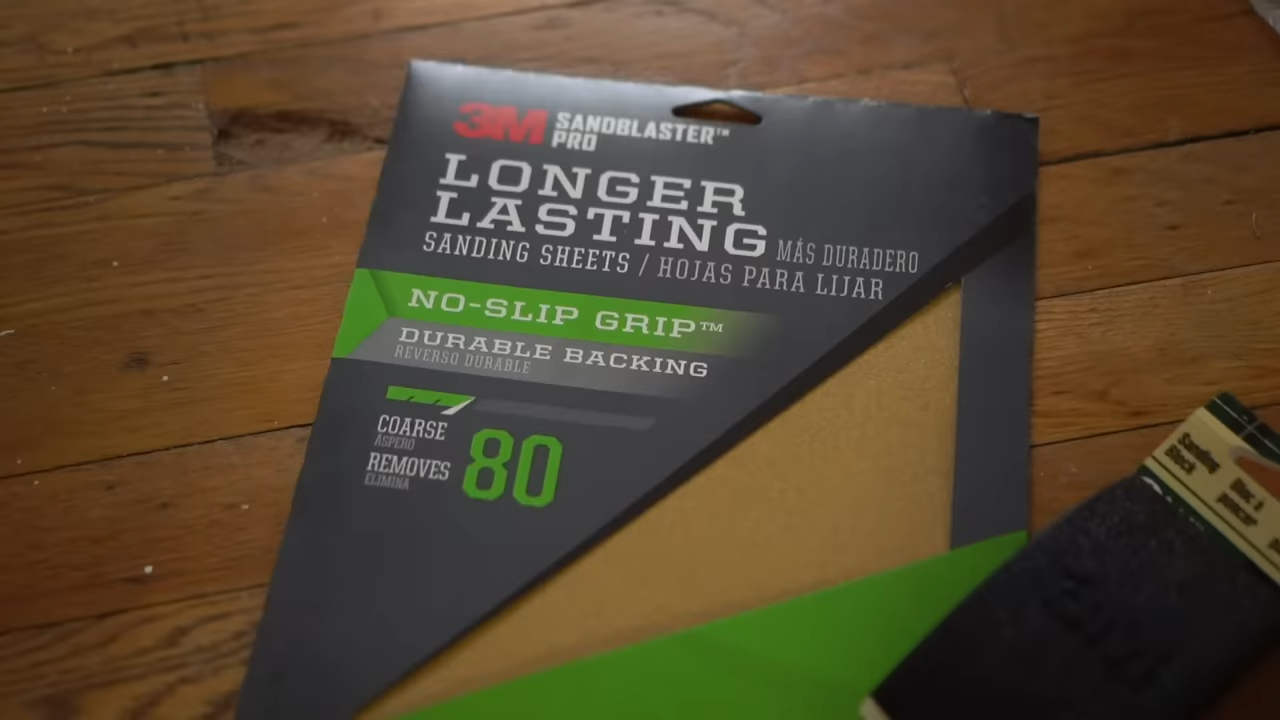 3M SANDBLASTER™
PRO
LONGER
LASTING MÁS DURADERO
SANDING SHEETS / HOJAS PARA LIJAR
NO-SLIP GRIP™
DURABLE BACKING
REVERSO DURABLE
COARSE
ÁSPERO
REMOVES
ELIMINA
80
Sanding
Block